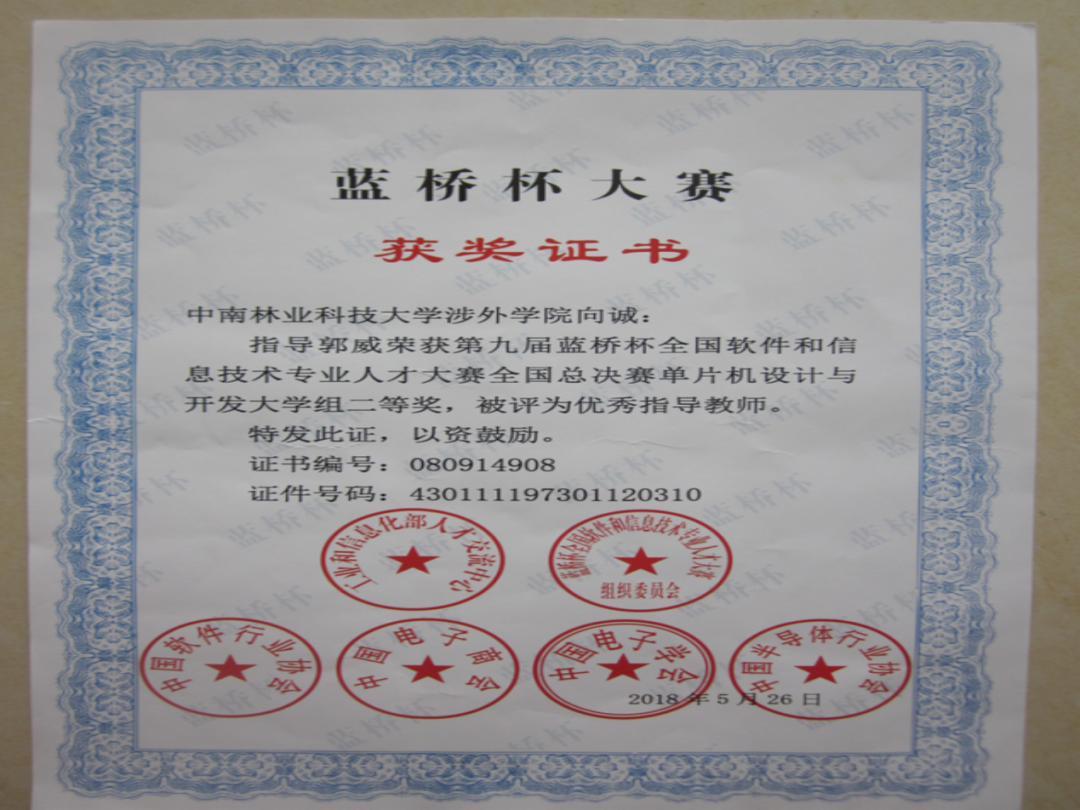 蓝桥杯大赛
获奖证书
中南林业科技大学涉外学院向诚：
指导郭威荣获第九届蓝桥杯全国软件和信
息技术专业人才大赛全国总决赛单片机设计与
开发大学组二等奖，被评为优秀指导教师。
特发此证，以资鼓励。
证书编号：080914908
证件号码：430111197301120310
工业和信息化部人才交流中心
蓝桥杯全国软件和信息技术专业人才大赛
组织委员会
中国软件行业协会
中国电子商会
中国电子学会
中国半导体行业协会
2018 年 5 月 26 日